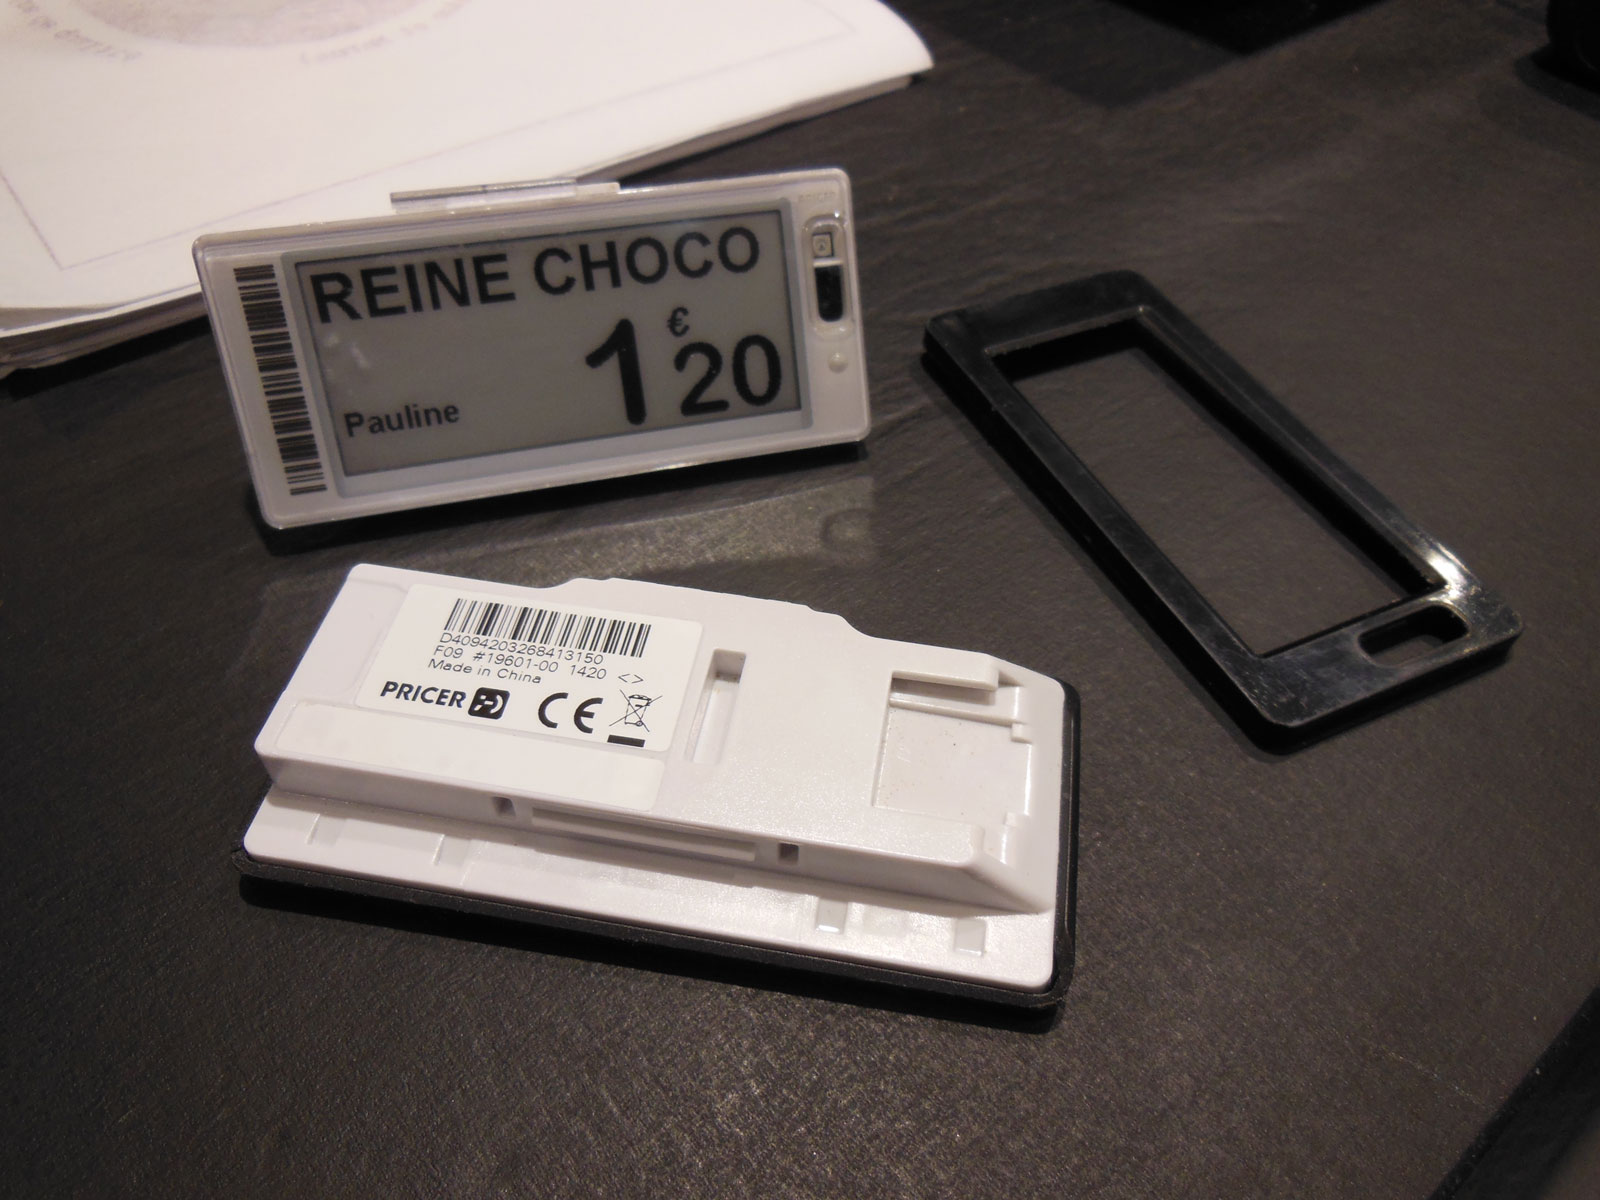 REINE CHOCO
€
1 20
Pauline
D4094203268413150
F09 #19601-00 1420 <>
Made in China
PRICER
CE